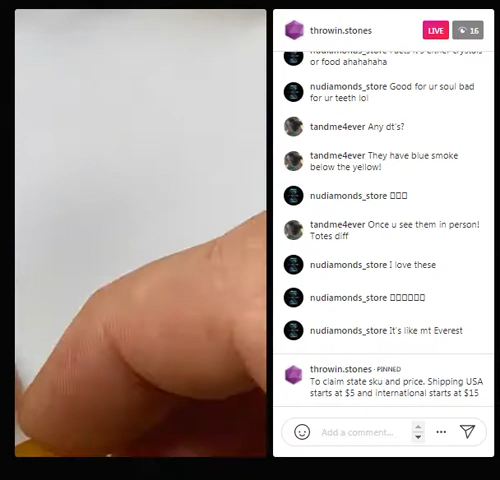 throwin.stones
LIVE 16
or food ahahaha
nudiamonds_store Good for ur soul bad
for ur teeth lol
tandme4ever Any dt's?
tandme4ever They have blue smoke
below the yellow!
nudiamonds_store
tandme4ever Once u see them in person!
Totes diff
nudiamonds_store I love these
nudiamonds_store
nudiamonds_store It's like mt Everest
throwin.stones · PINNED
To claim state sku and price. Shipping USA
starts at $5 and international starts at $15
Add a comment...